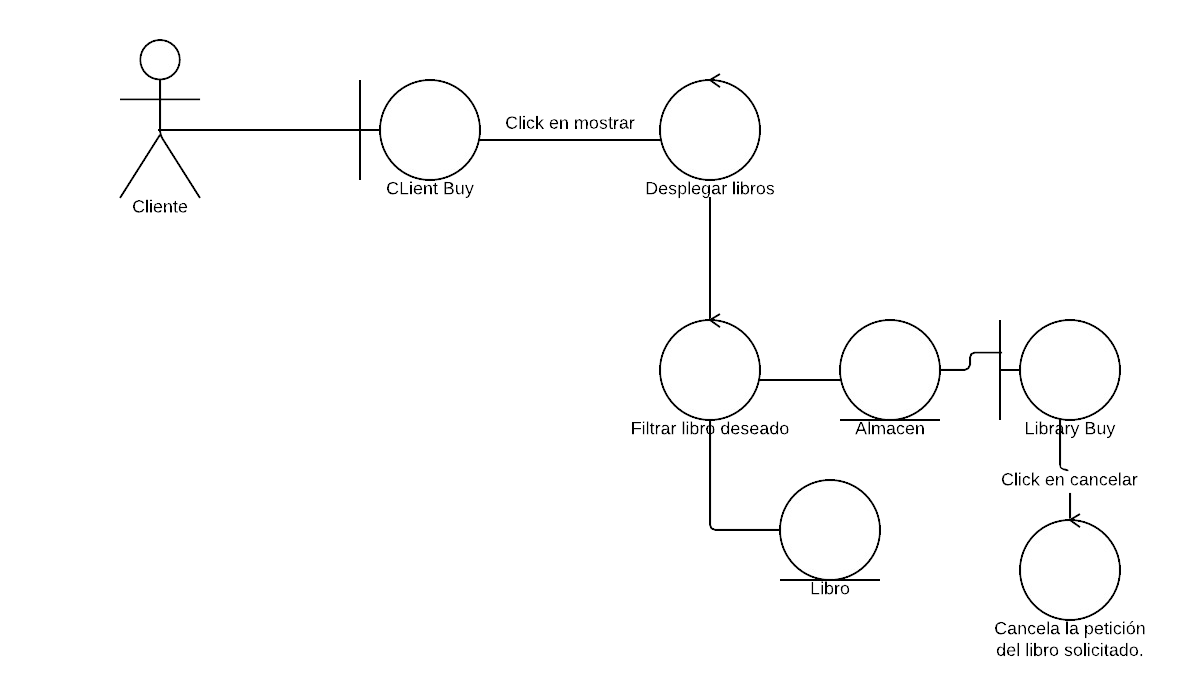 Click en mostrar
CLient Buy
Desplegar libros
Cliente
Filtrar libro deseado
Almacen
Library Buy
Click en cancelar
Libro
Cancela la petición
del libro solicitado.